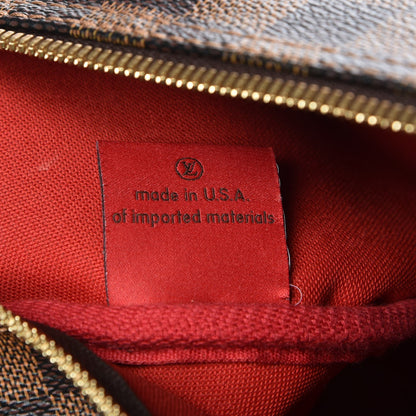 LV
made in U.S.A.
of imported materials